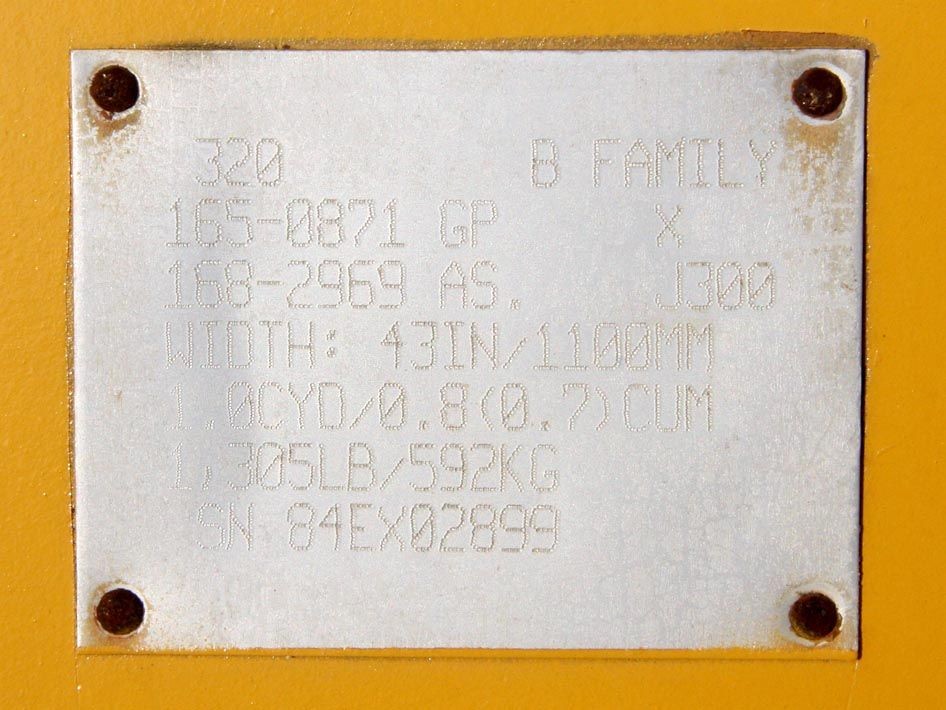 320 B FAMILY
165-0871 GP X
168-2969 AS. J300
WIDTH: 43IN/1100MM
1.0CYD/0.8(0.7)CUM
1,305LB/592KG
SN 84EX02899